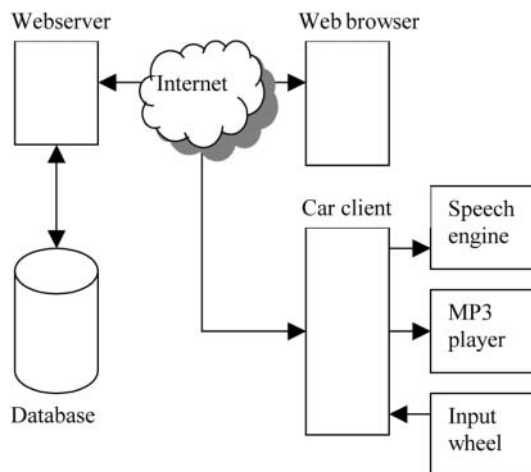 Webserver
Web browser
Internet
Car client
Speech
engine
MP3
player
Database
Input
wheel